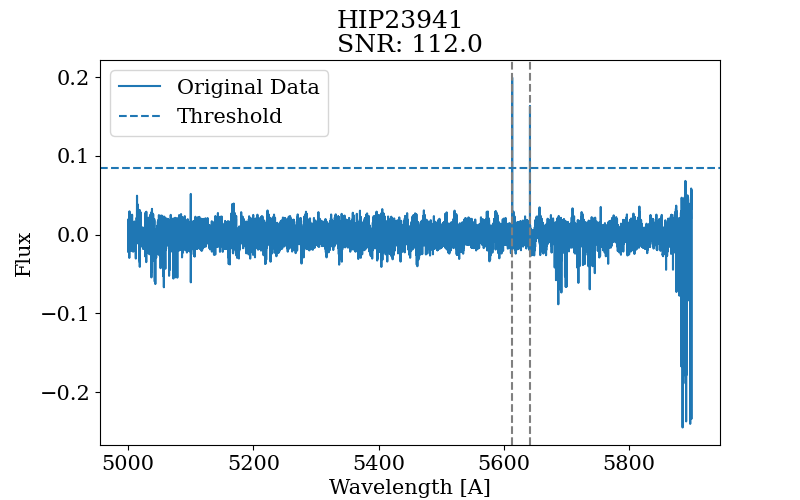 HIP23941
SNR: 112.0
Original Data
Threshold
Flux
0.2
0.1
0.0
−0.1
−0.2
5000 5200 5400 5600 5800
Wavelength [A]